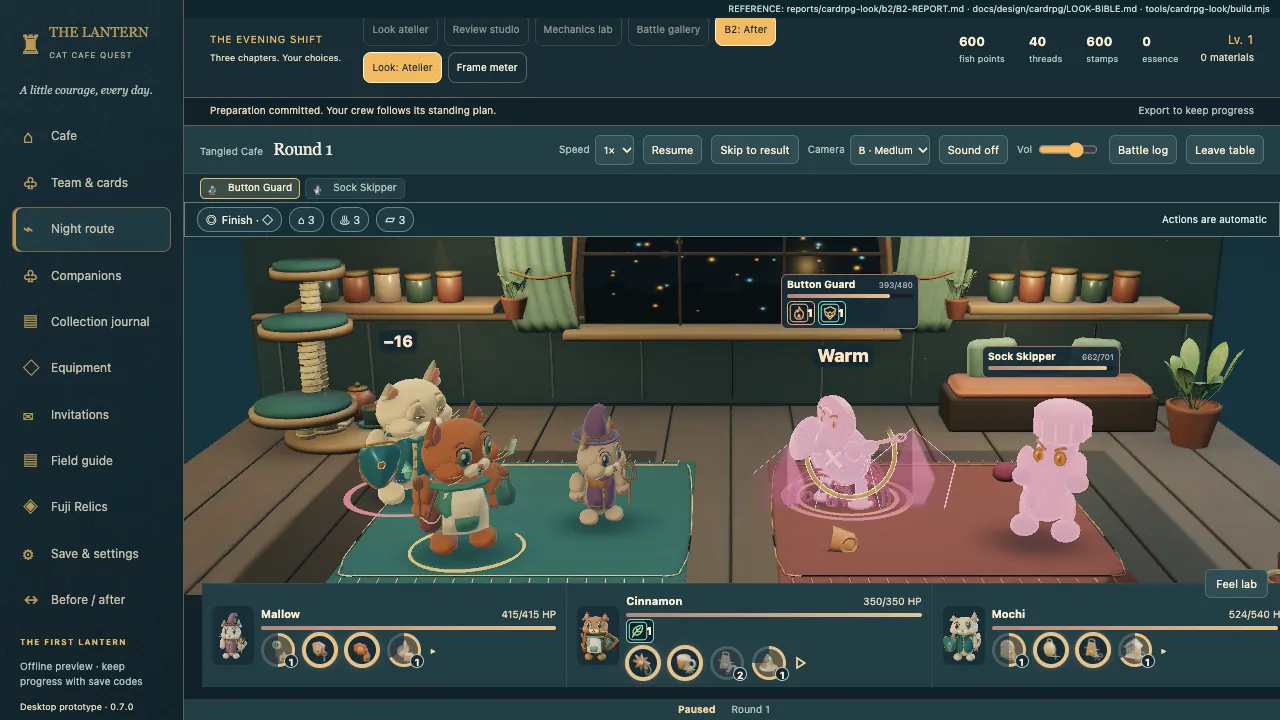 REFERENCE: reports/cardrpg-look/b2/B2-REPORT.md · docs/design/cardrpg/LOOK-BIBLE.md · tools/cardrpg-look/build.mjs
THE LANTERN
CAT CAFE QUEST
A little courage, every day.
Cafe
Team & cards
Night route
Companions
Collection journal
Equipment
Invitations
Field guide
Fuji Relics
Save & settings
Before / after
THE FIRST LANTERN
Offline preview · keep
progress with save codes
Desktop prototype · 0.7.0
THE EVENING SHIFT
Three chapters. Your choices.
Look atelier
Review studio
Mechanics lab
Battle gallery
B2: After
Look: Atelier
Frame meter
600
fish points
40
threads
600
stamps
0
essence
Lv. 1
0 materials
Preparation committed. Your crew follows its standing plan.
Export to keep progress
Tangled Cafe
Round 1
Speed
1×
Resume
Skip to result
Camera
B · Medium
Sound off
Vol
Battle log
Leave table
Button Guard
Sock Skipper
Finish ·
3
3
3
Actions are automatic
Button Guard
393/480
1
1
–16
Warm
Sock Skipper
662/701
Feel lab
Mallow
415/415 HP
1
1
Cinnamon
350/350 HP
1
2
1
Mochi
524/540 H
1
1
Paused
Round 1